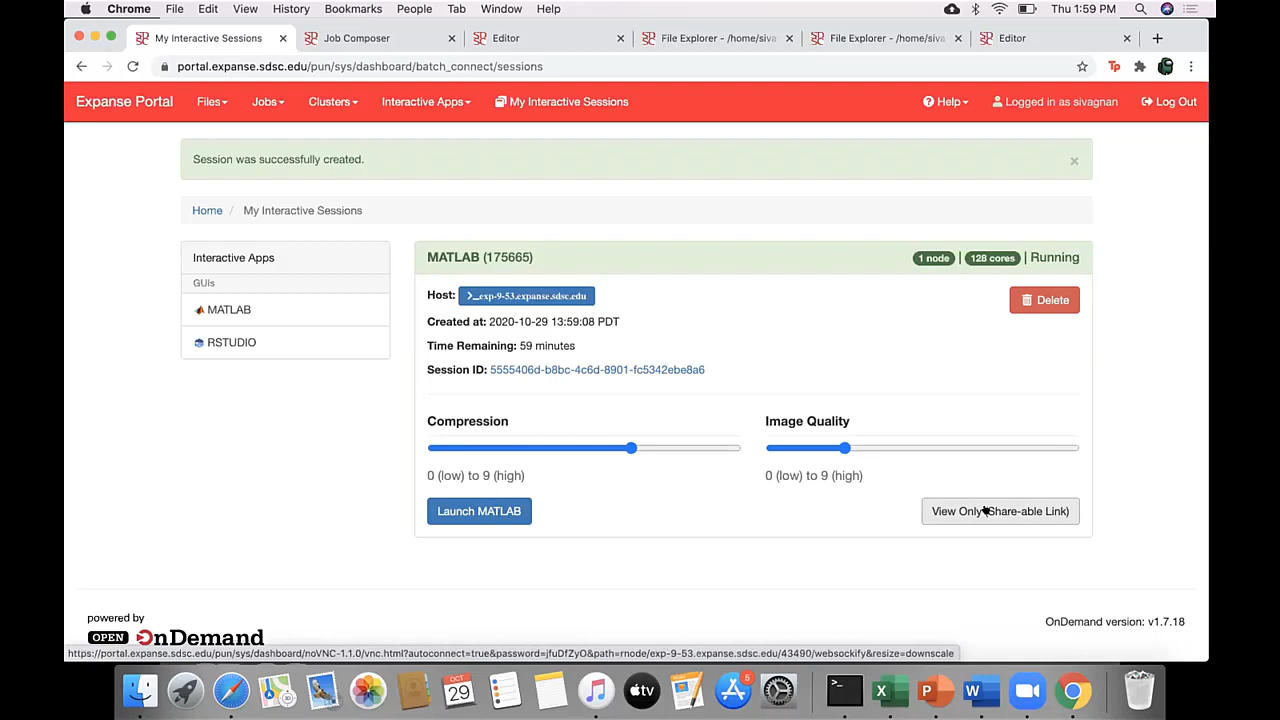 Chrome File Edit View History Bookmarks People Tab Window Help Thu 1:59 PM
My Interactive Sessions Job Composer Editor File Explorer - /home/siva File Explorer - /home/siva Editor
portal.expanse.sdsc.edu/pun/sys/dashboard/batch_connect/sessions Tp
Expanse Portal Files Jobs Clusters Interactive Apps My Interactive Sessions Help Logged in as sivagnan Log Out
Session was successfully created. ×
Home / My Interactive Sessions
Interactive Apps
GUIs
MATLAB
RSTUDIO
MATLAB (175665) 1 node | 128 cores | Running
Host: >_exp-9-53.expanse.sdsc.edu
Delete
Created at: 2020-10-29 13:59:08 PDT
Time Remaining: 59 minutes
Session ID: 5555406d-b8bc-4c6d-8901-fc5342ebe8a6
Compression Image Quality
0 (low) to 9 (high) 0 (low) to 9 (high)
Launch MATLAB View Only (Share-able Link)
powered by
OPEN OnDemand
OnDemand version: v1.7.18
https://portal.expanse.sdsc.edu/pun/sys/dashboard/noVNC-1.1.0/vnc.html?autoconnect=true&password=jfuDfZyO&path=rnode/exp-9-53.expanse.sdsc.edu/43490/websockify&resize=downscale
OCT
29
tv
5
X P W